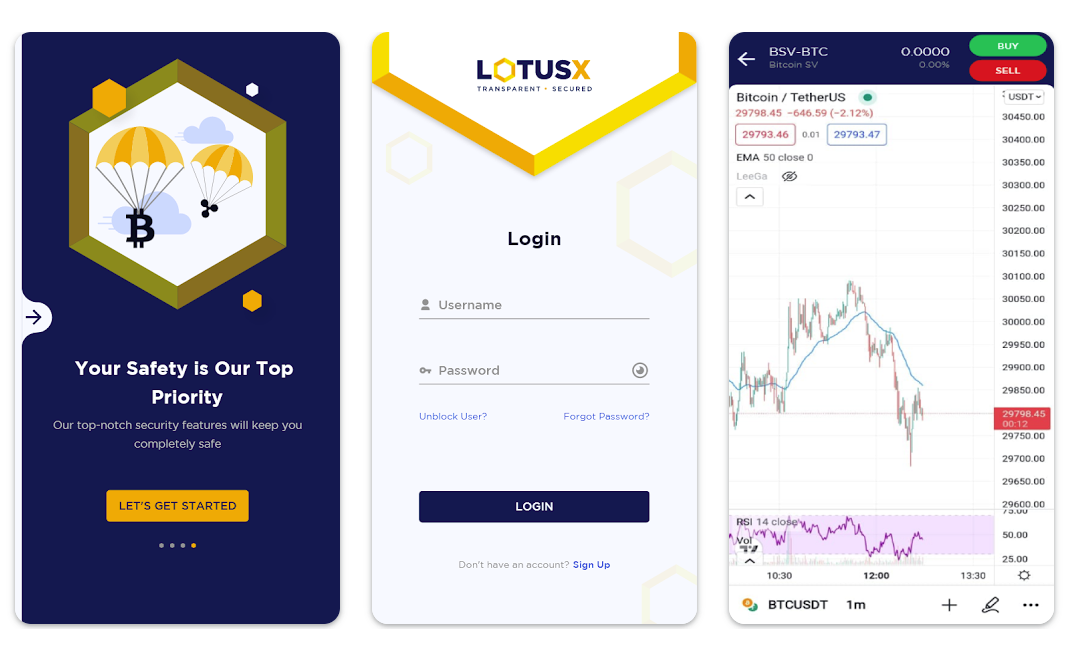 Your Safety is Our Top
Priority
Our top-notch security features will keep you
completely safe
LET'S GET STARTED
LOTUSX
TRANSPARENT • SECURED
Login
Username
Password
Unblock User?
Forgot Password?
LOGIN
Don't have an account? Sign Up
BSV-BTC
Bitcoin SV
0.0000
0.00%
BUY
SELL
Bitcoin / TetherUS
29798.45 −646.59 (−2.12%)
29793.46 0.01 29793.47
EMA 50 close 0
LeeGa
USDT
30450.00
30400.00
30350.00
30300.00
30250.00
30200.00
30150.00
30100.00
30050.00
30000.00
29950.00
29900.00
29850.00
29798.45
00:12
29750.00
29700.00
29650.00
29600.00
75.00
50.00
25.00
RSI 14 close
Vol
10:30 12:00 13:30
BTCUSDT 1m